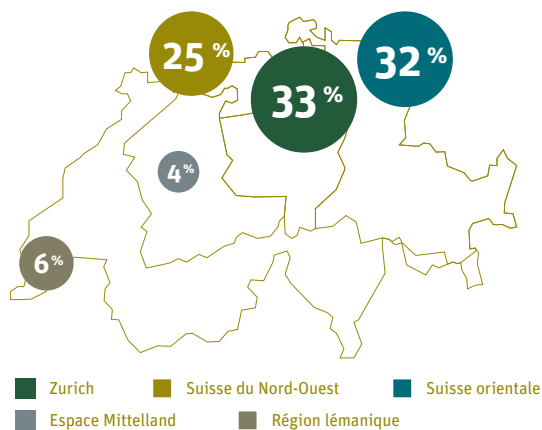 25 %
33 %
32 %
4 %
6 %
Zurich
Suisse du Nord-Ouest
Suisse orientale
Espace Mittelland
Région lémanique